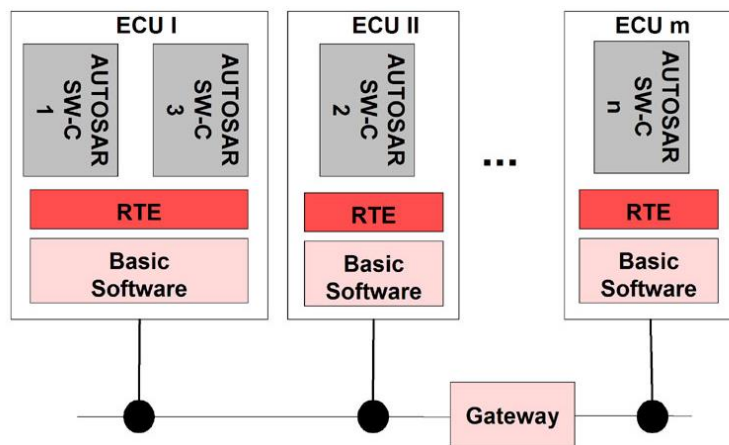 ECU I
AUTOSAR
SW-C
1
AUTOSAR
SW-C
3
RTE
Basic
Software
ECU II
AUTOSAR
SW-C
2
RTE
Basic
Software
...
ECU m
AUTOSAR
SW-C
n
RTE
Basic
Software
Gateway